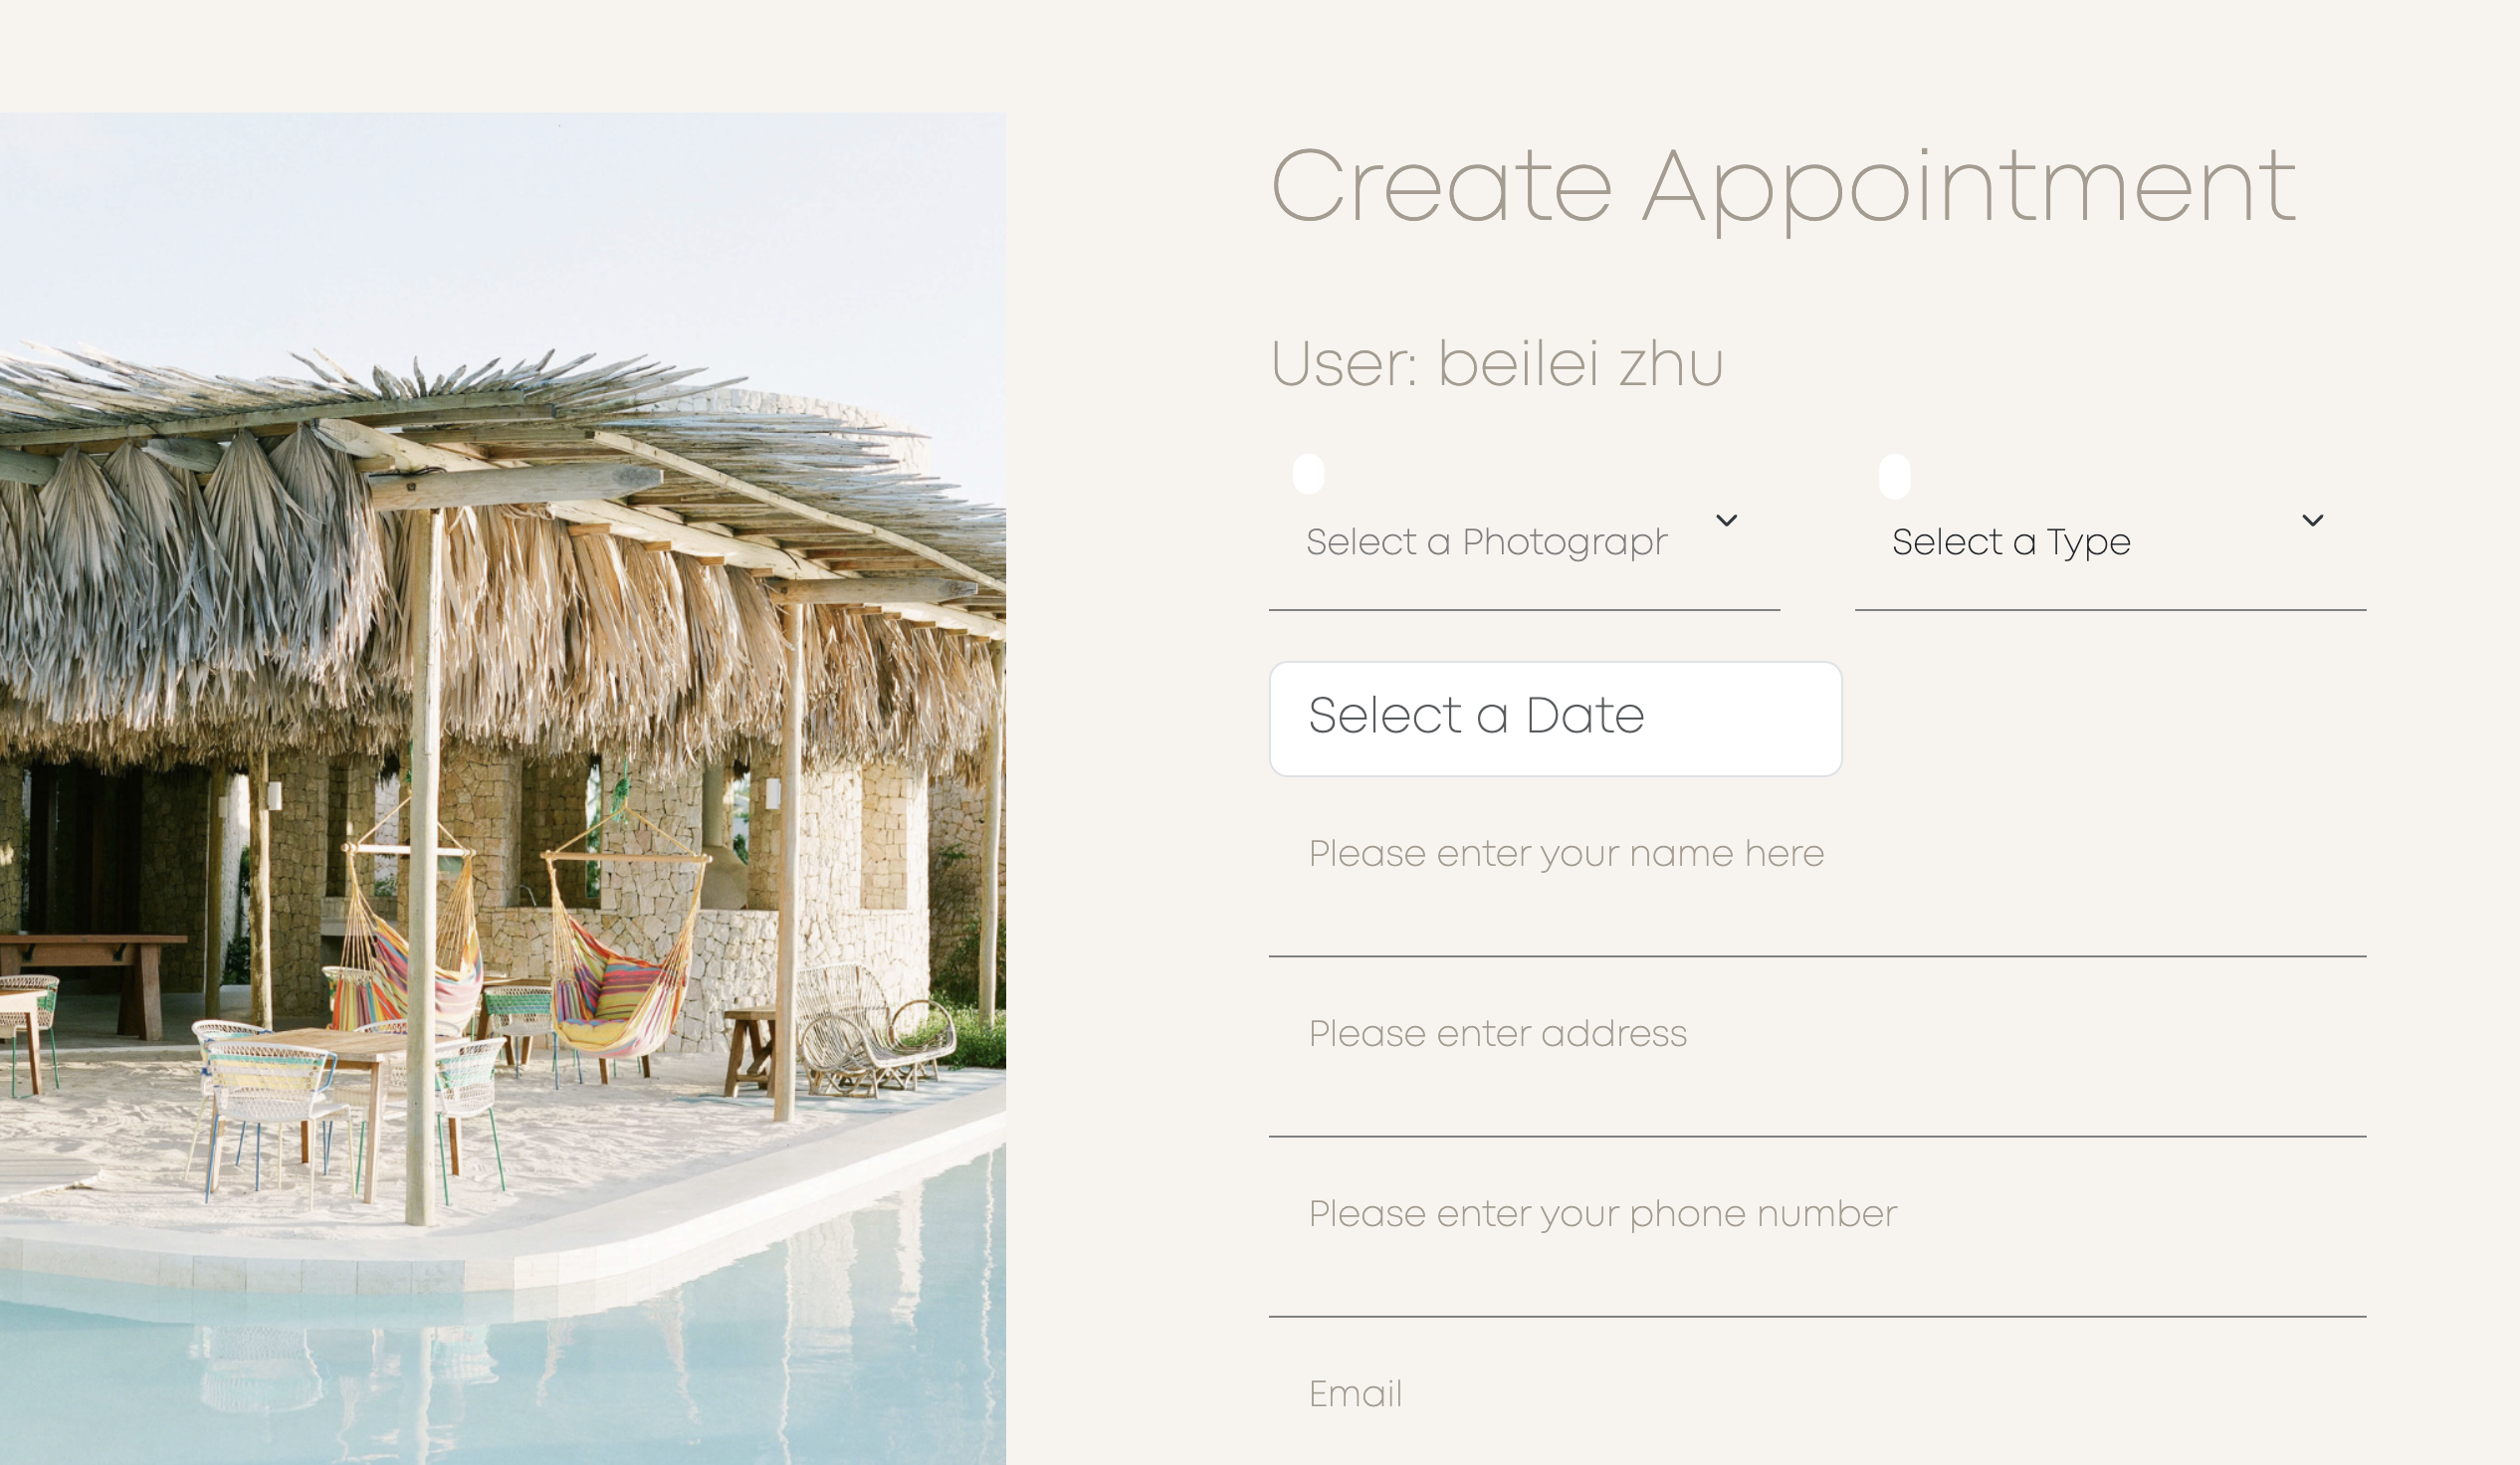 Create Appointment
User: beilei zhu
Select a Photograph
Select a Type
Select a Date
Please enter your name here
Please enter address
Please enter your phone number
Email